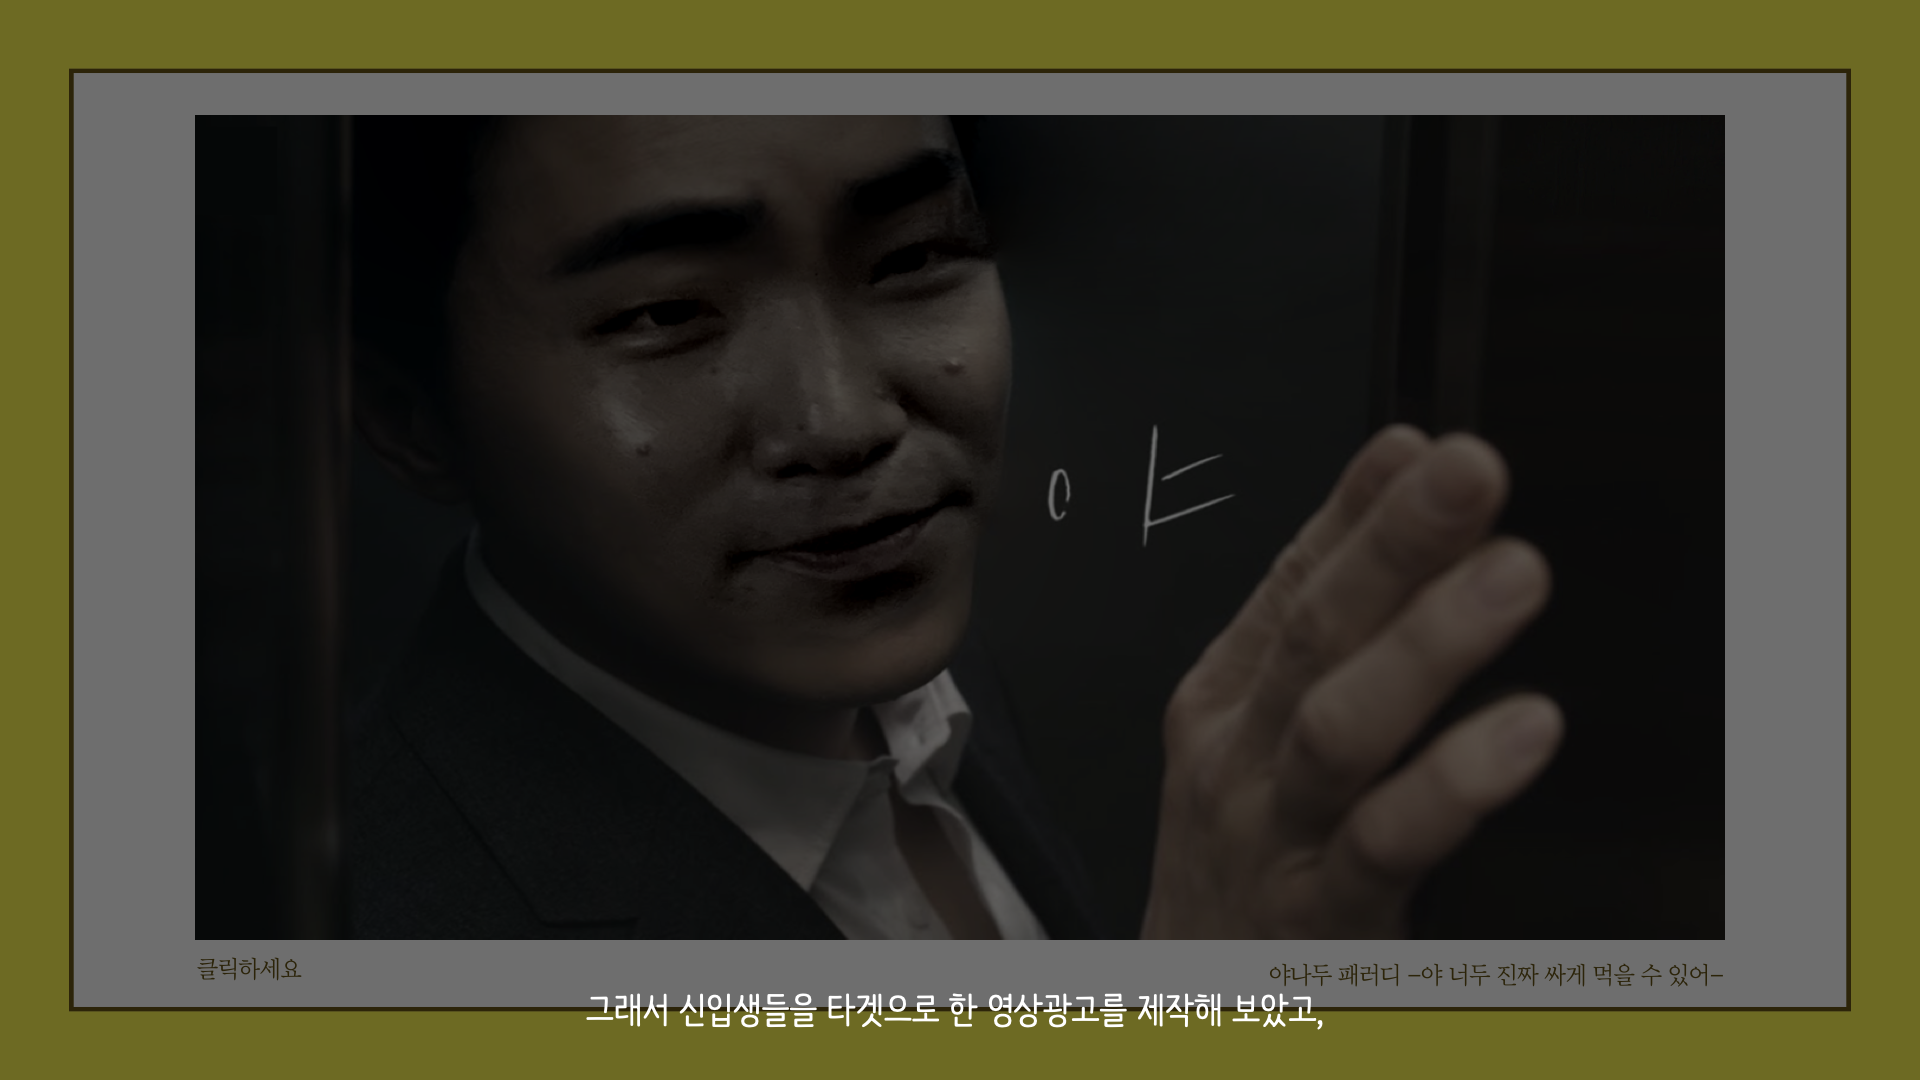 야
클릭하세요
야나두 패러디 –야 너두 진짜 싸게 먹을 수 있어–
그래서 신입생들을 타겟으로 한 영상광고를 제작해 보았고,